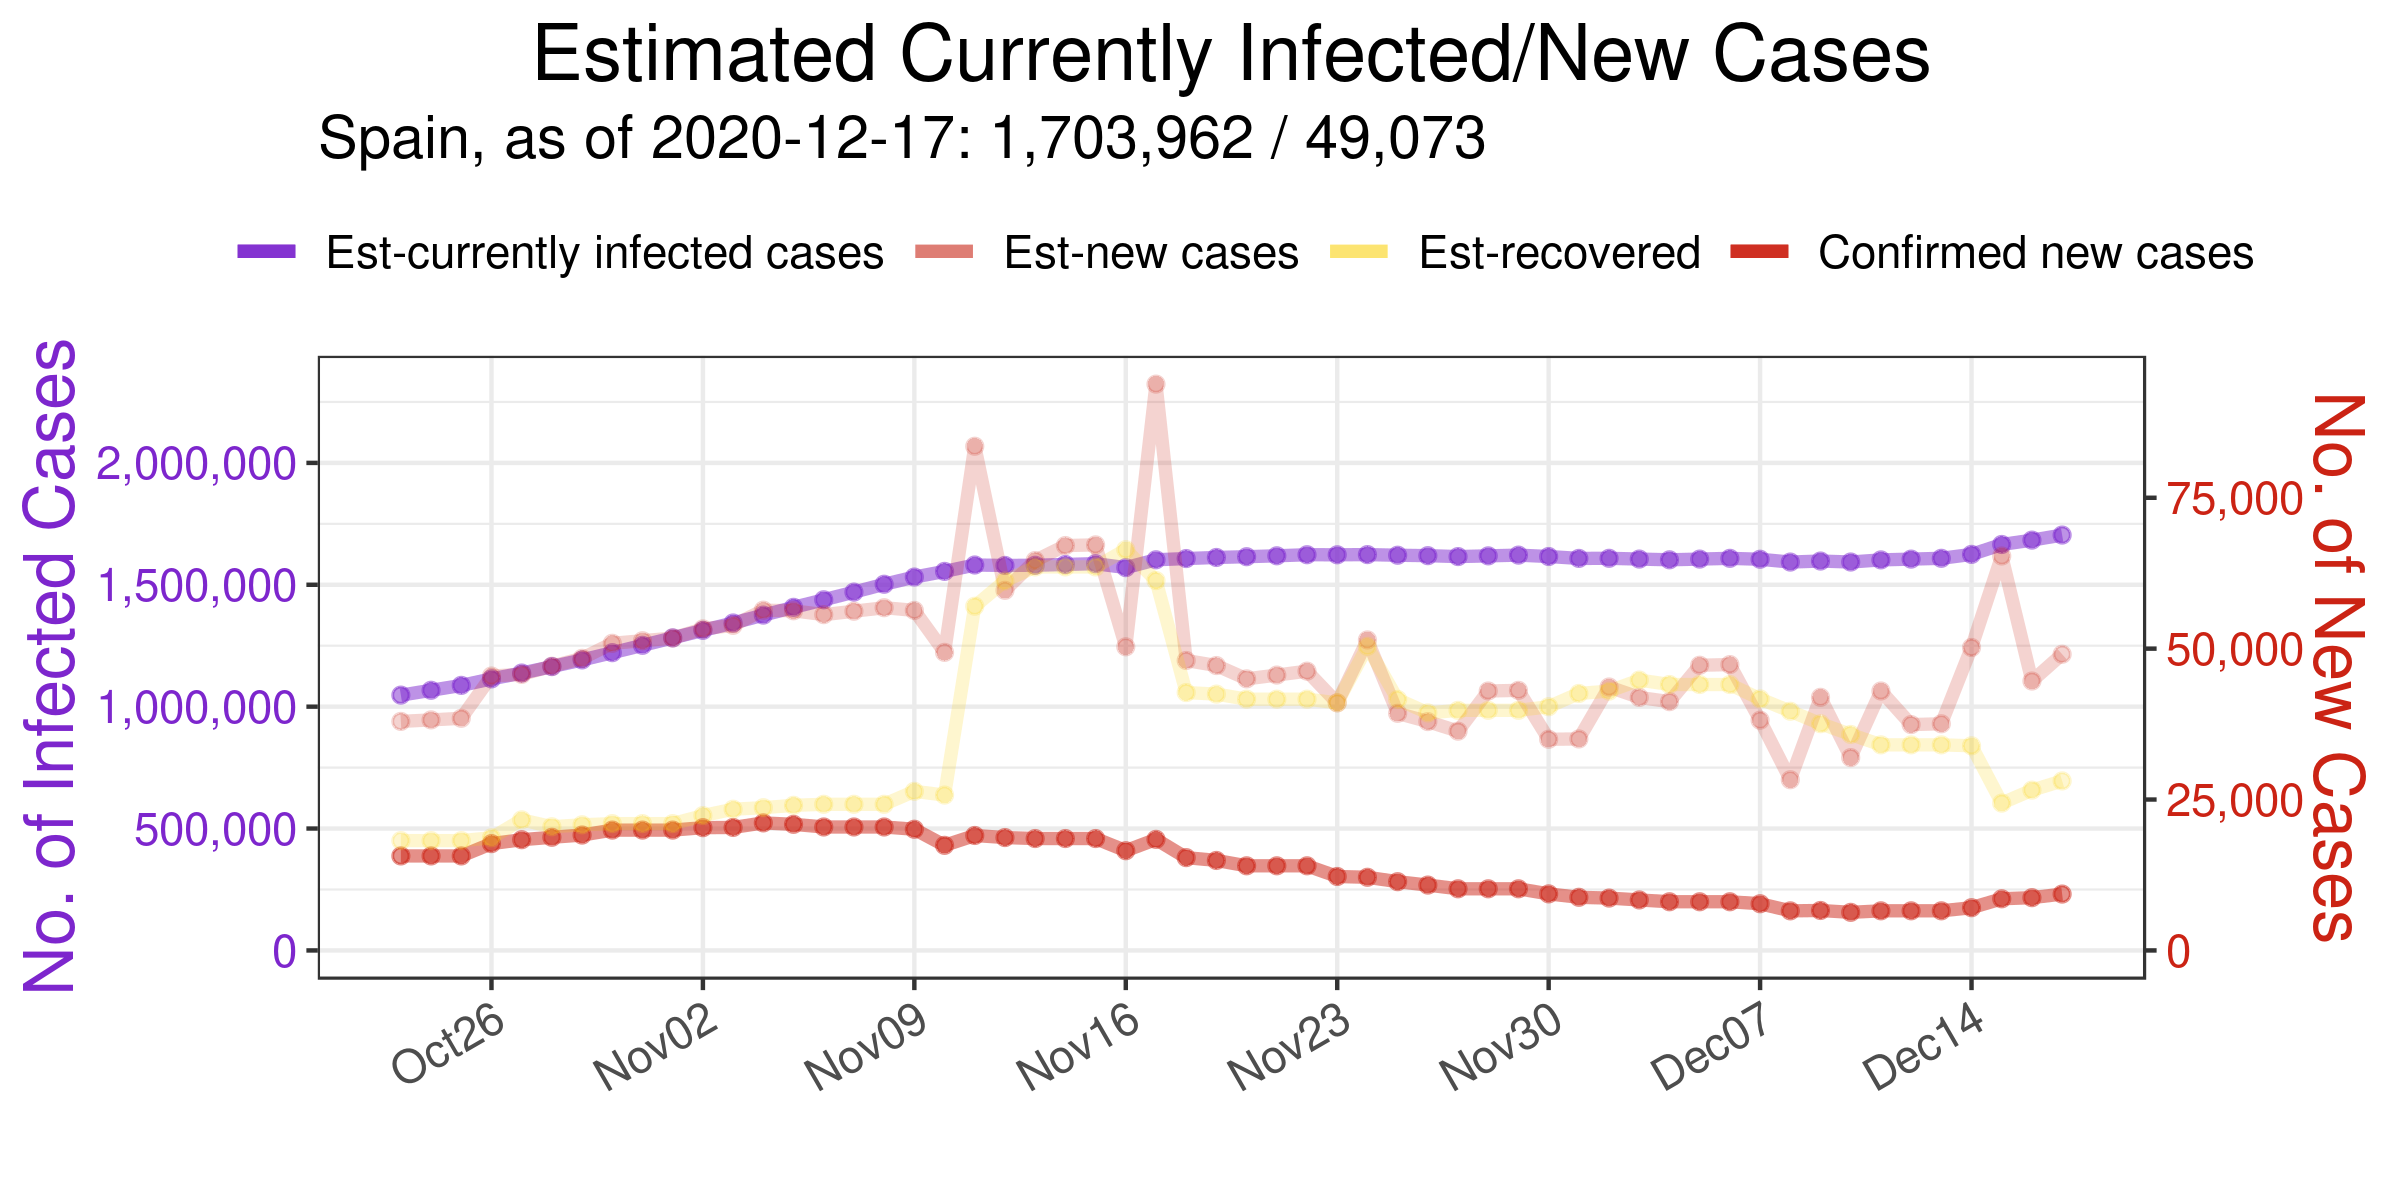 Estimated Currently Infected/New Cases
Spain, as of 2020-12-17: 1,703,962 / 49,073
Est-currently infected cases Est-new cases Est-recovered Confirmed new cases
No. of Infected Cases
2,000,000
1,500,000
1,000,000
500,000
0
75,000
50,000
25,000
0
No. of New Cases
Oct26 Nov02 Nov09 Nov16 Nov23 Nov30 Dec07 Dec14